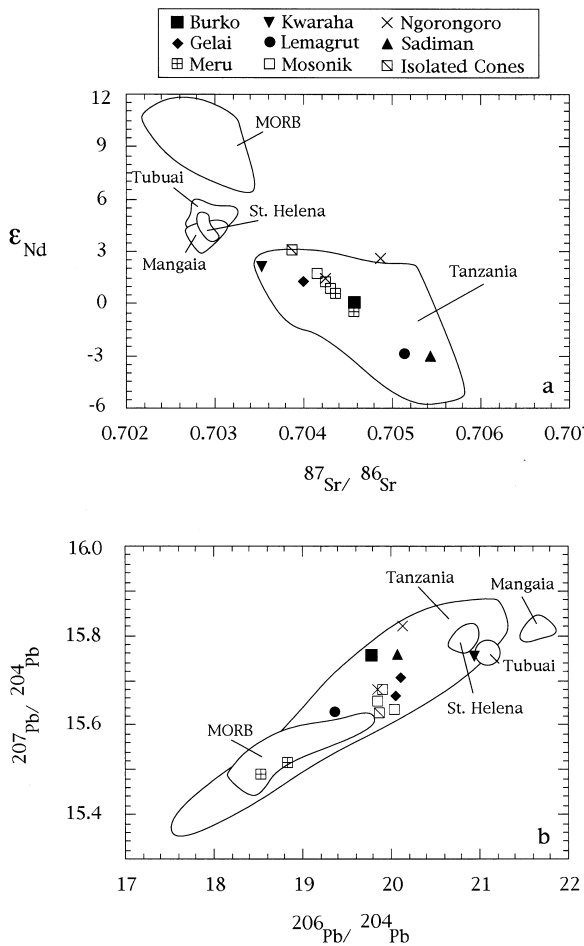 Burko Kwaraha Ngorongoro
Gelai Lemagrut Sadiman
Meru Mosonik Isolated Cones
12
MORB
9
Tubuai
6
St. Helena
εNd
3
Mangaia
Tanzania
0
-3
a
-6
0.702 0.703 0.704 0.705 0.706 0.707
87Sr/ 86Sr
16.0
Tanzania
Mangaia
15.8
Tubuai
St. Helena
207Pb/ 204Pb
15.6
MORB
15.4
b
17 18 19 20 21 22
206Pb/ 204Pb